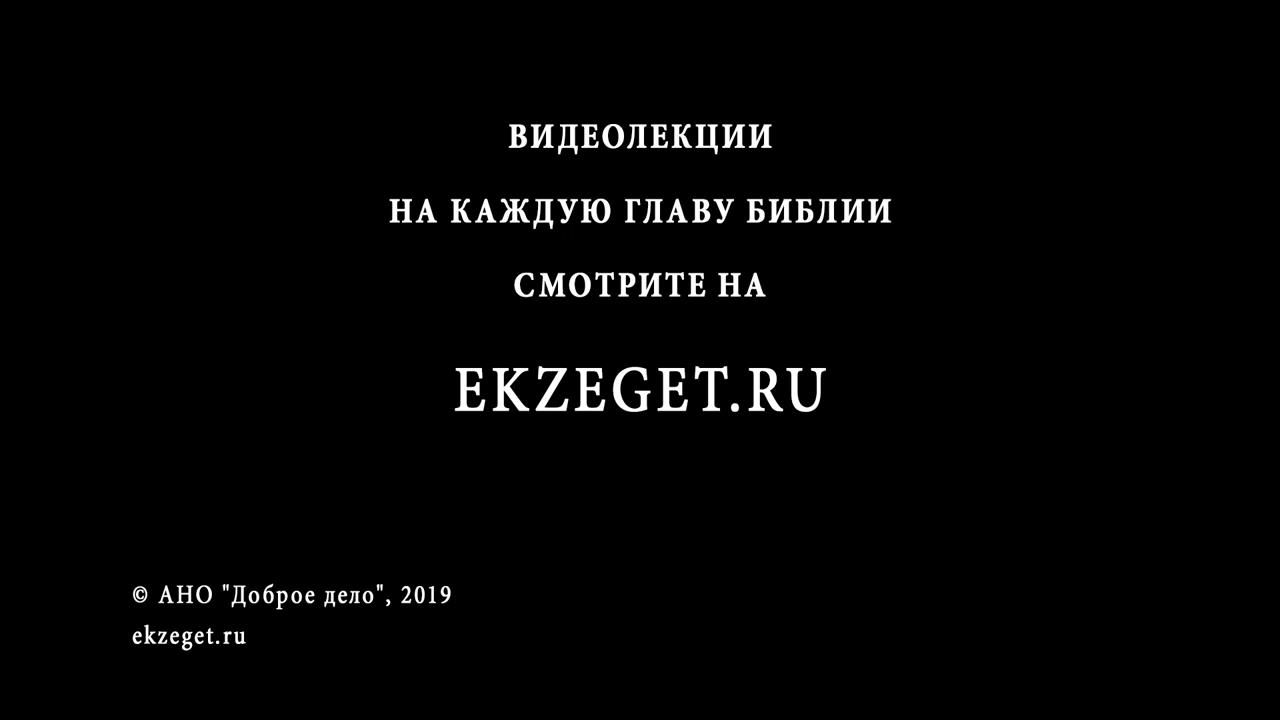 ВИДЕОЛЕКЦИИ
НА КАЖДУЮ ГЛАВУ БИБЛИИ
СМОТРИТЕ НА
EKZEGET.RU
© АНО "Доброе дело", 2019
ekzeget.ru